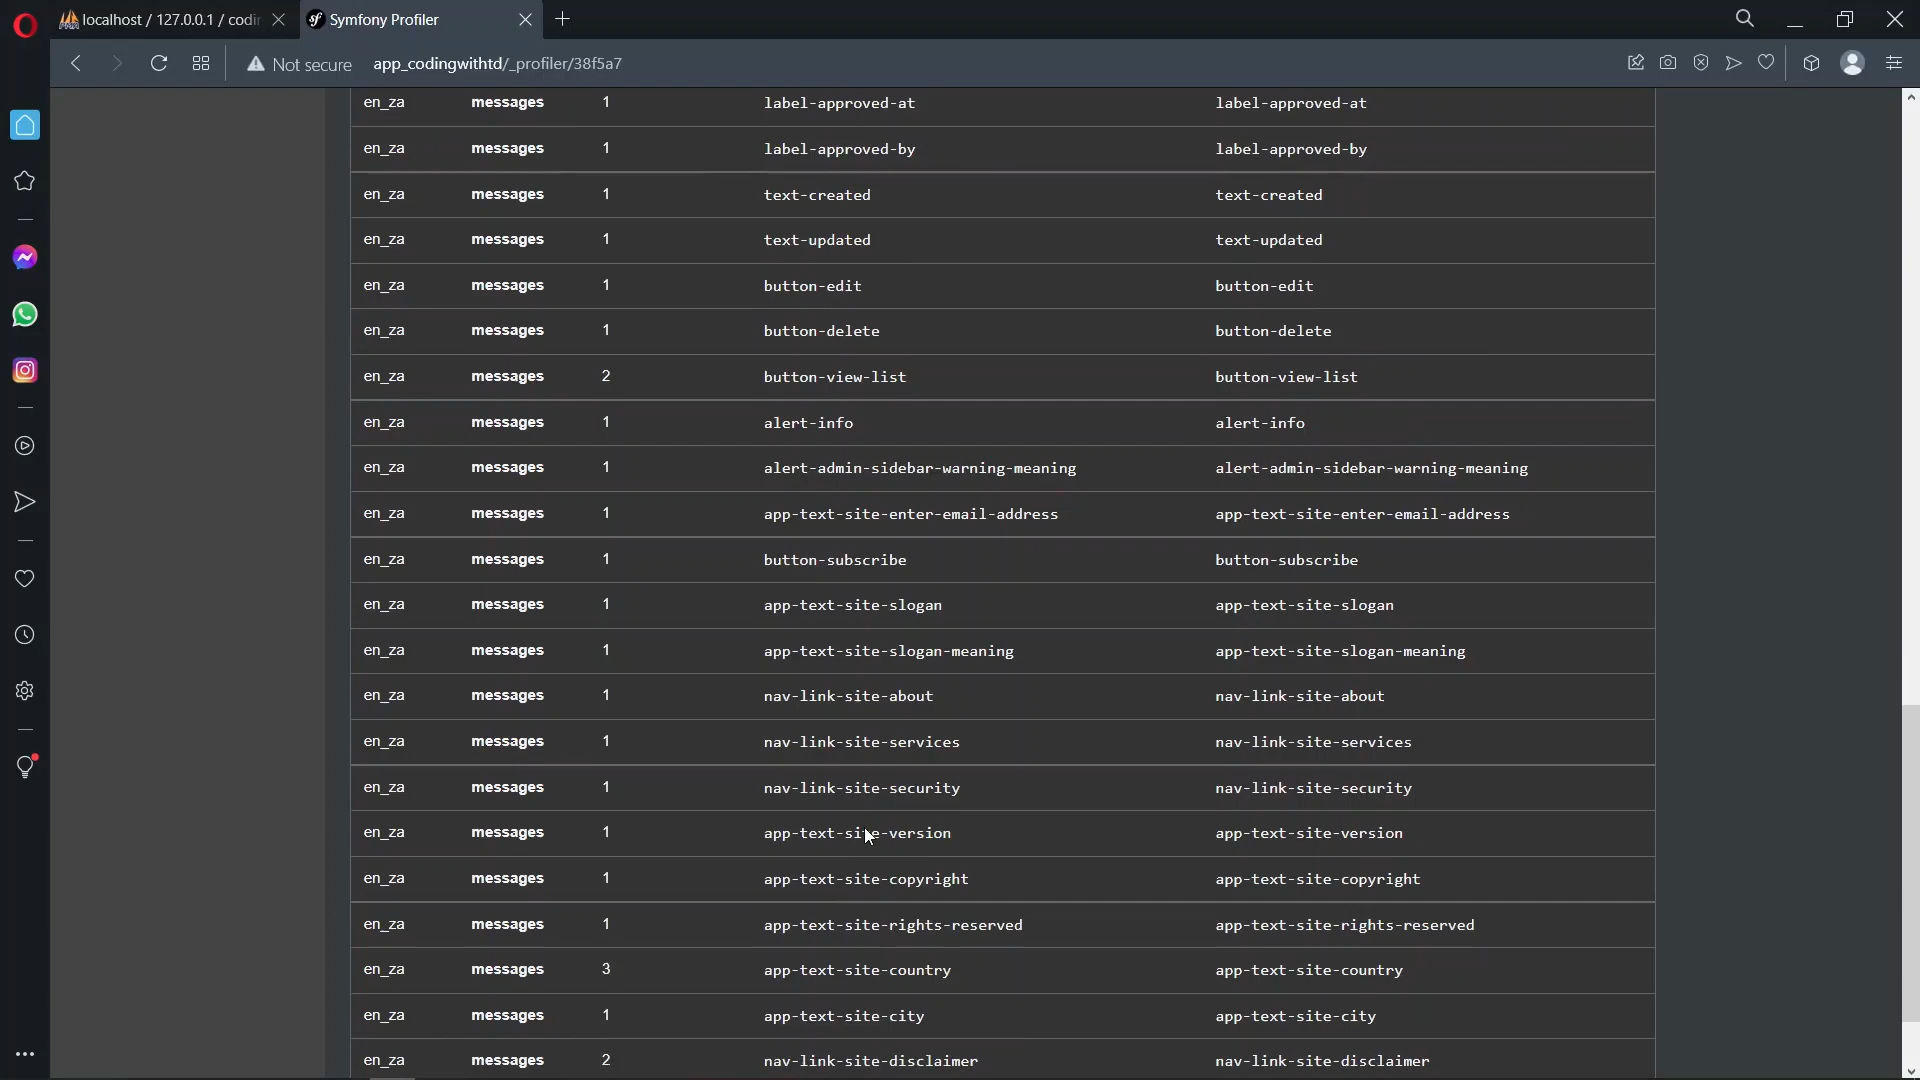 localhost / 127.0.0.1 / codin
Symfony Profiler
Not secure app_codingwithtd/_profiler/38f5a7
en_za messages 1 label-approved-at label-approved-at
en_za messages 1 label-approved-by label-approved-by
en_za messages 1 text-created text-created
en_za messages 1 text-updated text-updated
en_za messages 1 button-edit button-edit
en_za messages 1 button-delete button-delete
en_za messages 2 button-view-list button-view-list
en_za messages 1 alert-info alert-info
en_za messages 1 alert-admin-sidebar-warning-meaning alert-admin-sidebar-warning-meaning
en_za messages 1 app-text-site-enter-email-address app-text-site-enter-email-address
en_za messages 1 button-subscribe button-subscribe
en_za messages 1 app-text-site-slogan app-text-site-slogan
en_za messages 1 app-text-site-slogan-meaning app-text-site-slogan-meaning
en_za messages 1 nav-link-site-about nav-link-site-about
en_za messages 1 nav-link-site-services nav-link-site-services
en_za messages 1 nav-link-site-security nav-link-site-security
en_za messages 1 app-text-site-version app-text-site-version
en_za messages 1 app-text-site-copyright app-text-site-copyright
en_za messages 1 app-text-site-rights-reserved app-text-site-rights-reserved
en_za messages 3 app-text-site-country app-text-site-country
en_za messages 1 app-text-site-city app-text-site-city
en_za messages 2 nav-link-site-disclaimer nav-link-site-disclaimer